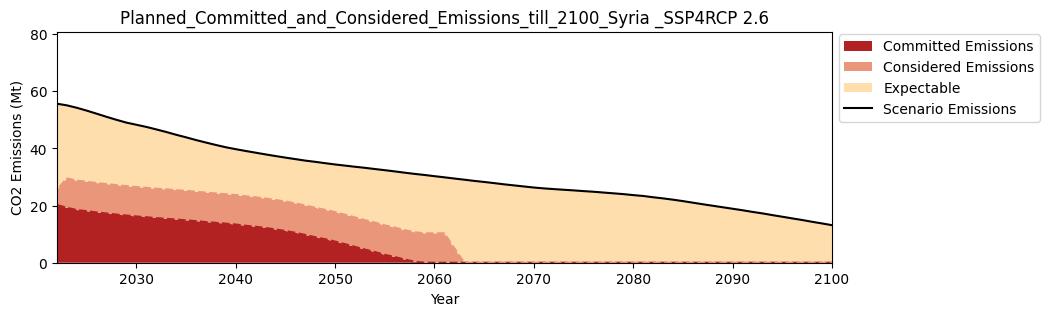 Planned_Committed_and_Considered_Emissions_till_2100_Syria _SSP4RCP 2.6
CO2 Emissions (Mt)
80
60
40
20
0
2030 2040 2050 2060 2070 2080 2090 2100
Year
Committed Emissions
Considered Emissions
Expectable
Scenario Emissions